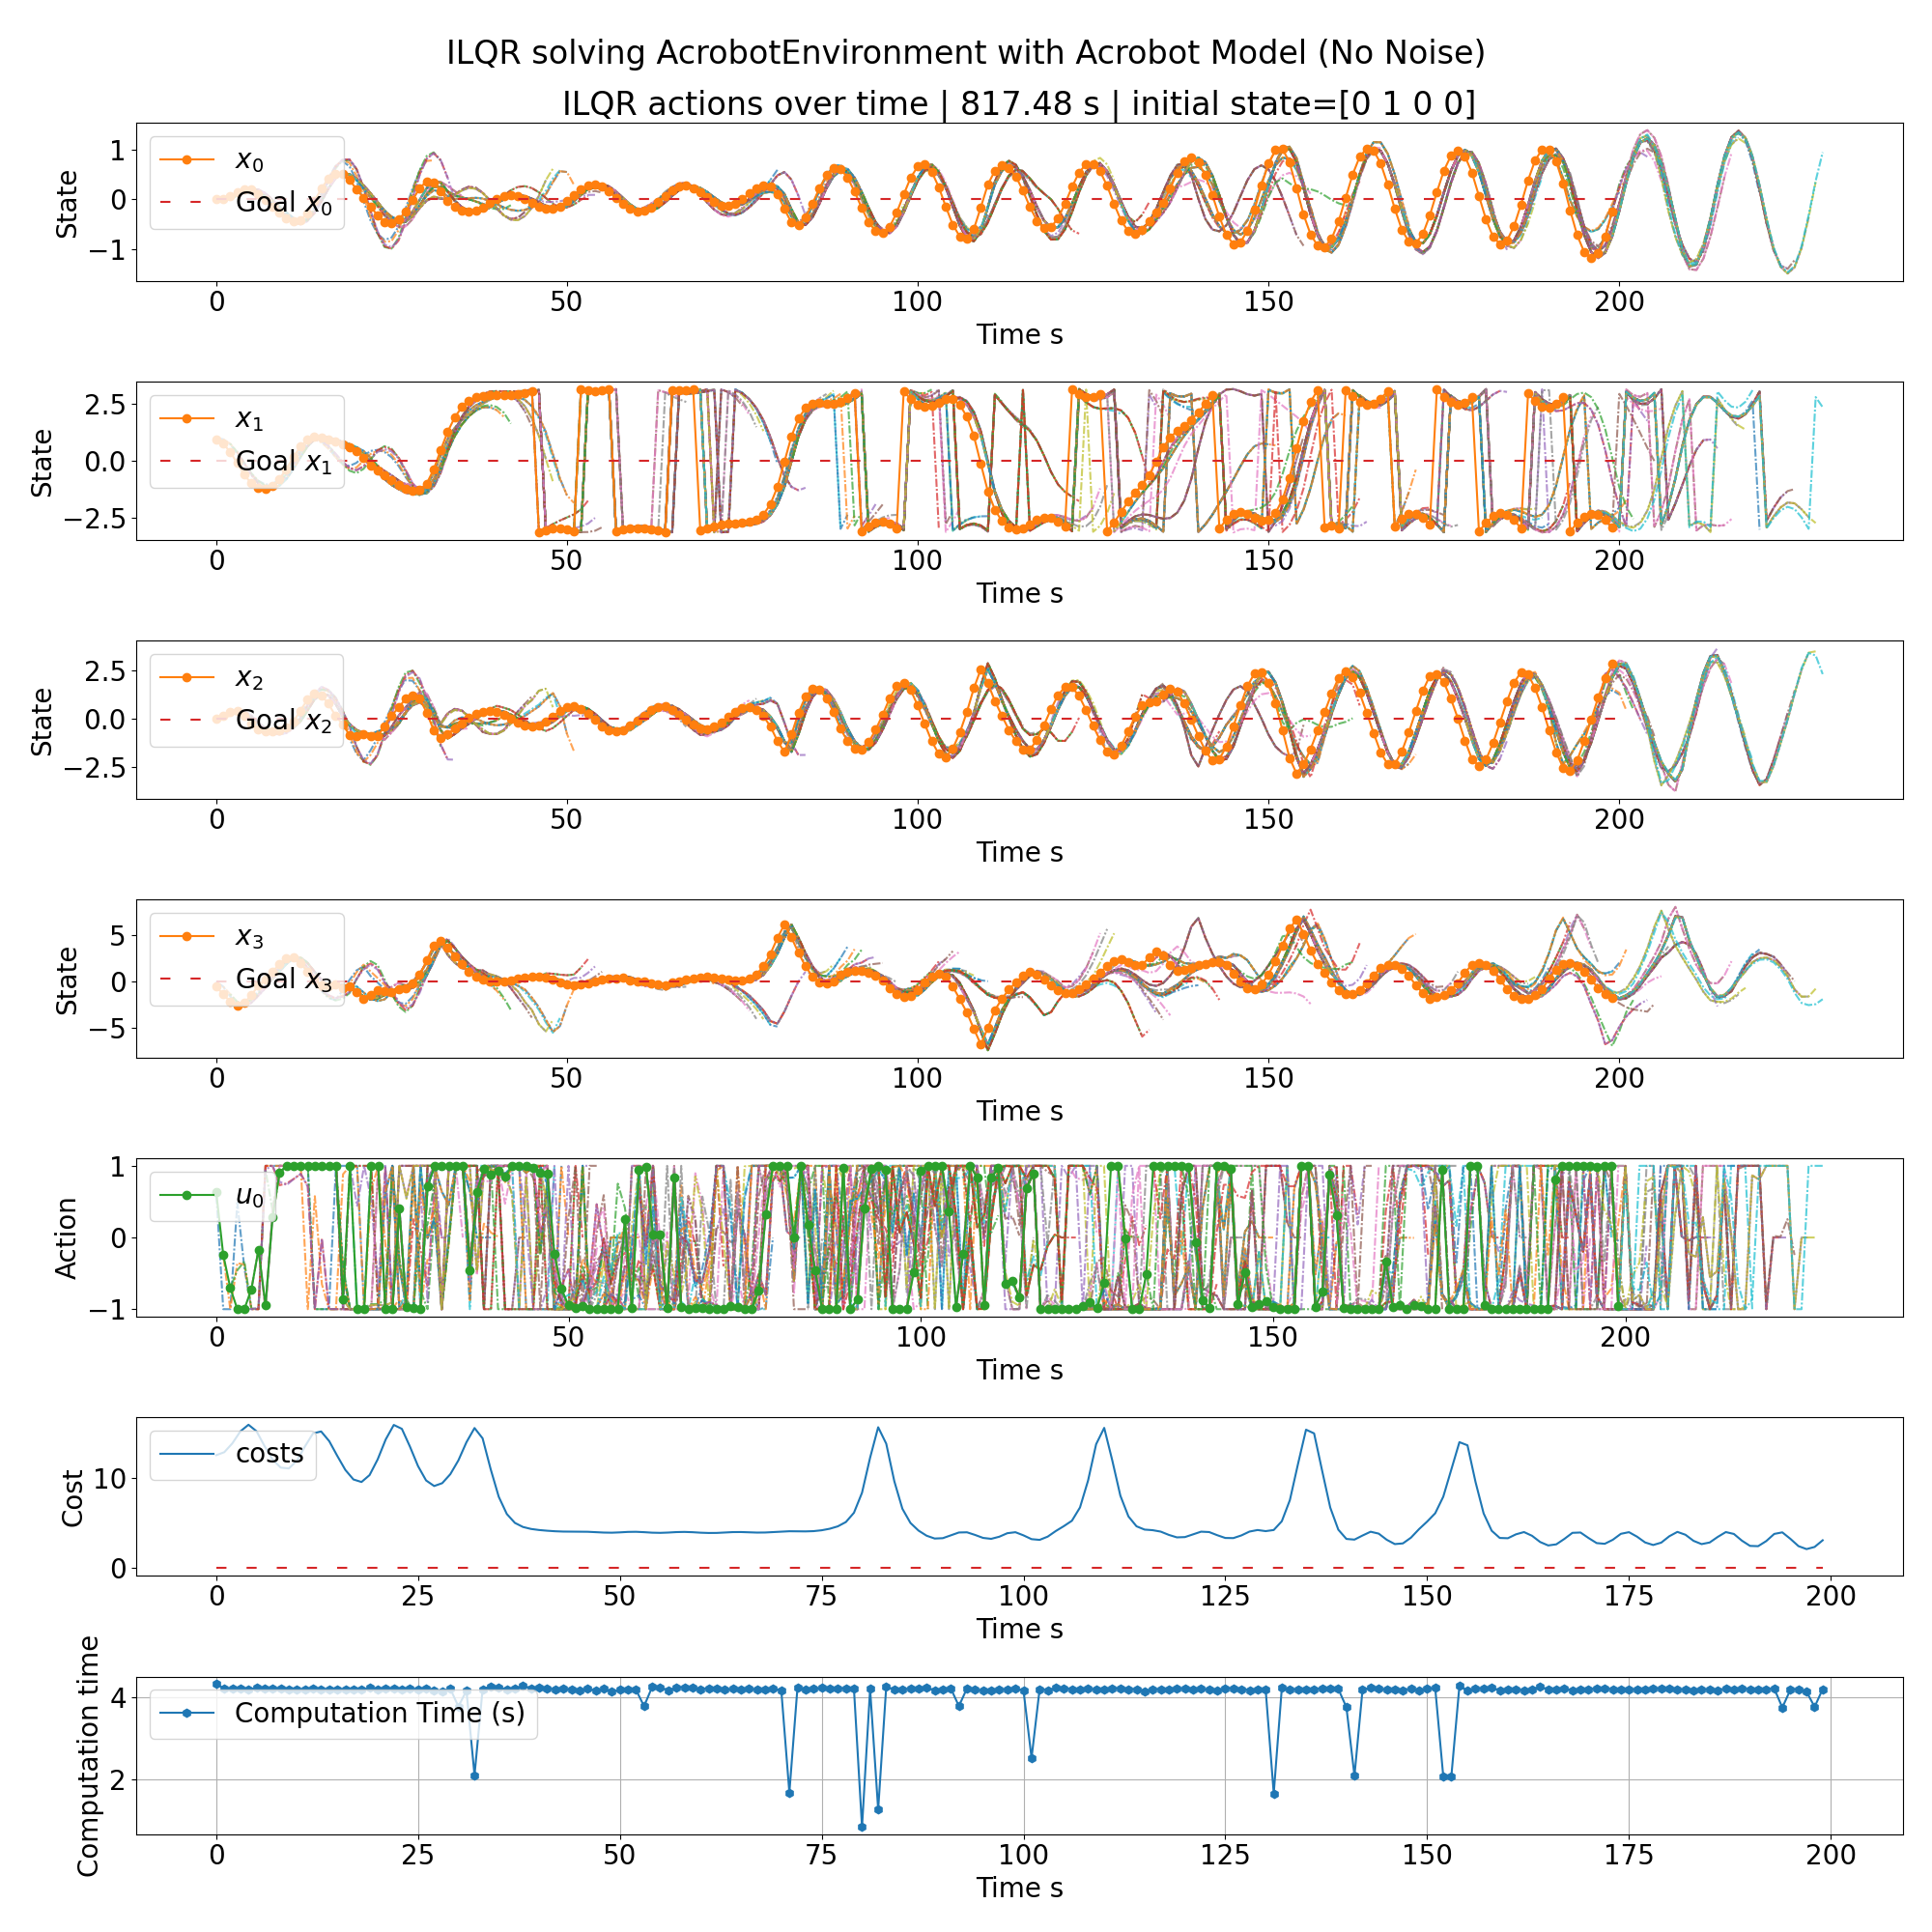 ILQR solving AcrobotEnvironment with Acrobot Model (No Noise)
ILQR actions over time | 817.48 s | initial state=[0 1 0 0]
State
1
0
−1
x₀
Goal x₀
0 50 100 150 200
Time s
State
2.5
0.0
−2.5
x₁
Goal x₁
0 50 100 150 200
Time s
State
2.5
0.0
−2.5
x₂
Goal x₂
0 50 100 150 200
Time s
State
5
0
−5
x₃
Goal x₃
0 50 100 150 200
Time s
Action
1
0
−1
u₀
0 50 100 150 200
Time s
Cost
10
0
costs
0 25 50 75 100 125 150 175 200
Time s
Computation time
4
2
Computation Time (s)
0 25 50 75 100 125 150 175 200
Time s